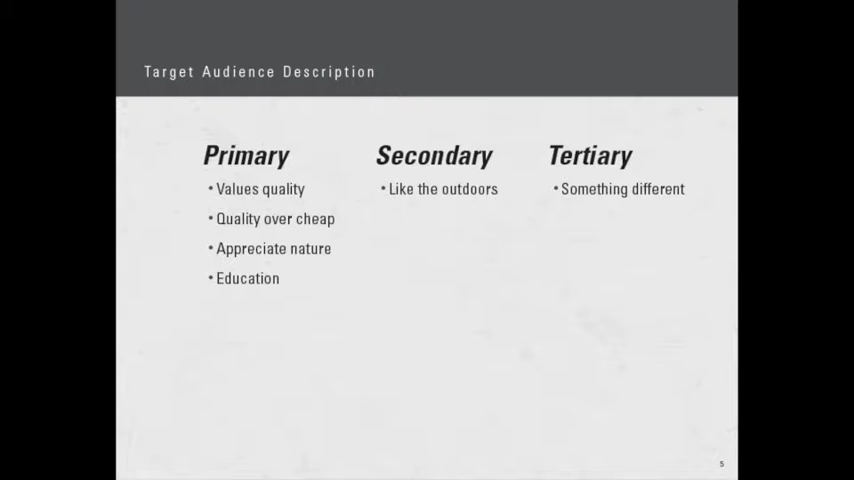 Target Audience Description
Primary
• Values quality
• Quality over cheap
• Appreciate nature
• Education
Secondary
• Like the outdoors
Tertiary
• Something different
5